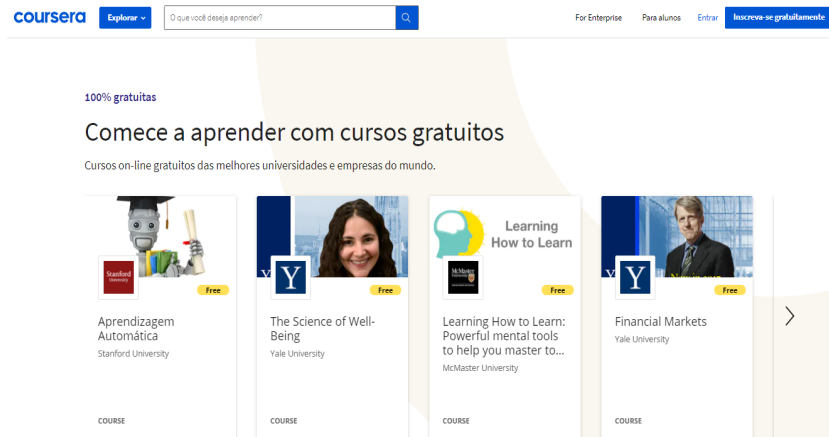 coursera
Explorar
O que você deseja aprender?
For Enterprise
Para alunos
Entrar
Inscreva-se gratuitamente
100% gratuitas
Comece a aprender com cursos gratuitos
Cursos on-line gratuitos das melhores universidades e empresas do mundo.
Stanford
University
Free
Aprendizagem
Automática
Stanford University
COURSE
Y
Y
Free
The Science of Well-
Being
Yale University
COURSE
Learning
How to Learn
McMaster
University
Free
Learning How to Learn:
Powerful mental tools
to help you master to...
McMaster University
COURSE
Y
Y
Free
Financial Markets
Yale University
COURSE